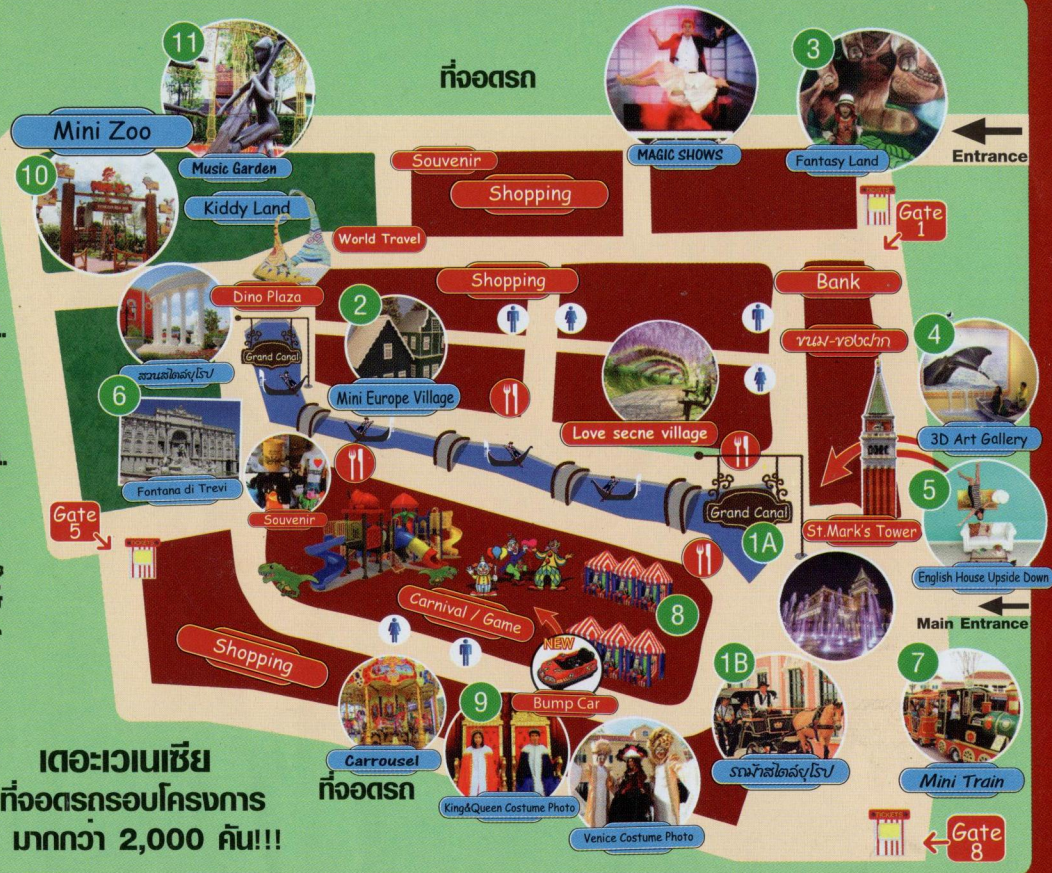 11
ที่จอดรถ
3
Mini Zoo
Music Garden
Souvenir
MAGIC SHOWS
Fantasy Land
Entrance
10
Kiddy Land
Shopping
Gate
1
World Travel
Dino Plaza
2
Shopping
Bank
Grand Canal
ขนม-ของฝาก
4
สวนสไตล์ยุโรป
Mini Europe Village
6
Love secne village
3D Art Gallery
Fontana di Trevi
5
Souvenir
Gate
5
Grand Canal
1A
St.Mark's Tower
English House Upside Down
Main Entrance
Carnival / Game
8
Shopping
NEW
Bump Car
1B
7
9
Carrousel
รถม้าสไตล์ยุโรป
Mini Train
King&Queen Costume Photo
Venice Costume Photo
ที่จอดรถ
เดอะเวเนเซีย
ที่จอดรถรอบโครงการ
มากกว่า 2,000 คัน!!!
Gate
8